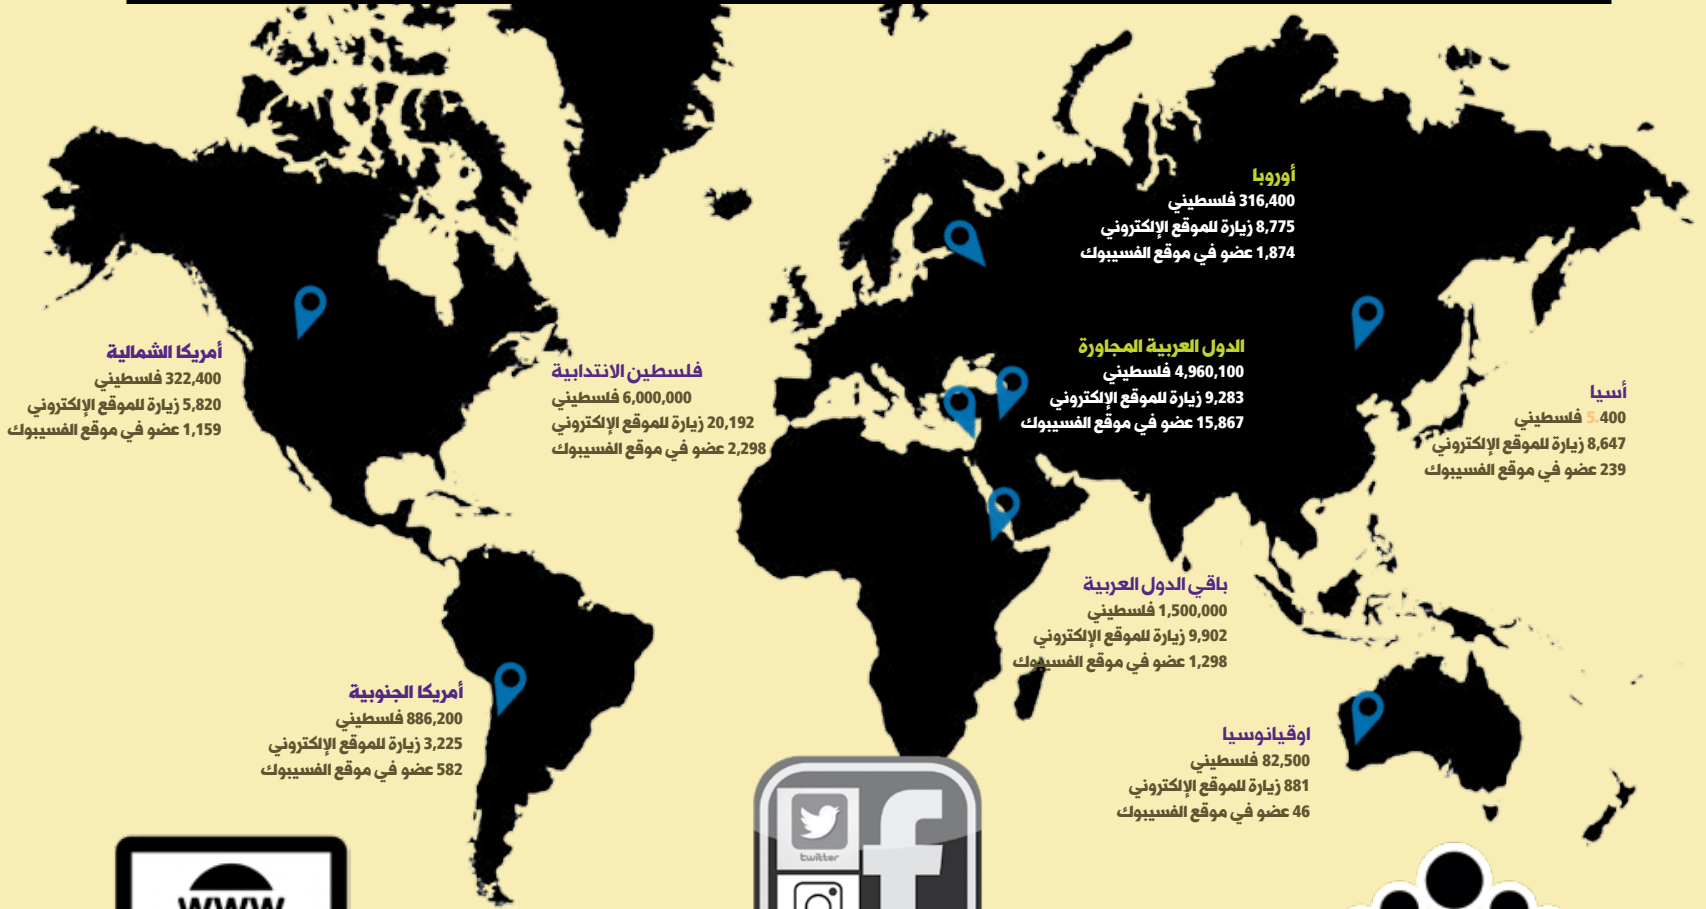 أوروبا
316,400 فلسطيني
8,775 زيارة للموقع الإلكتروني
1,874 عضو في موقع الفسيبوك
الدول العربية المجاورة
4,960,100 فلسطيني
9,283 زيارة للموقع الإلكتروني
15,867 عضو في موقع الفسيبوك
أسيا
5,400 فلسطيني
8,647 زيارة للموقع الإلكتروني
239 عضو في موقع الفسيبوك
فلسطين الانتدابية
6,000,000 فلسطيني
20,192 زيارة للموقع الإلكتروني
2,298 عضو في موقع الفسيبوك
أمريكا الشمالية
322,400 فلسطيني
5,820 زيارة للموقع الإلكتروني
1,159 عضو في موقع الفسيبوك
باقي الدول العربية
1,500,000 فلسطيني
9,902 زيارة للموقع الإلكتروني
1,298 عضو في موقع الفسيبوك
أمريكا الجنوبية
886,200 فلسطيني
3,225 زيارة للموقع الإلكتروني
582 عضو في موقع الفسيبوك
اوقيانوسيا
82,500 فلسطيني
881 زيارة للموقع الإلكتروني
46 عضو في موقع الفسيبوك
twitter
www